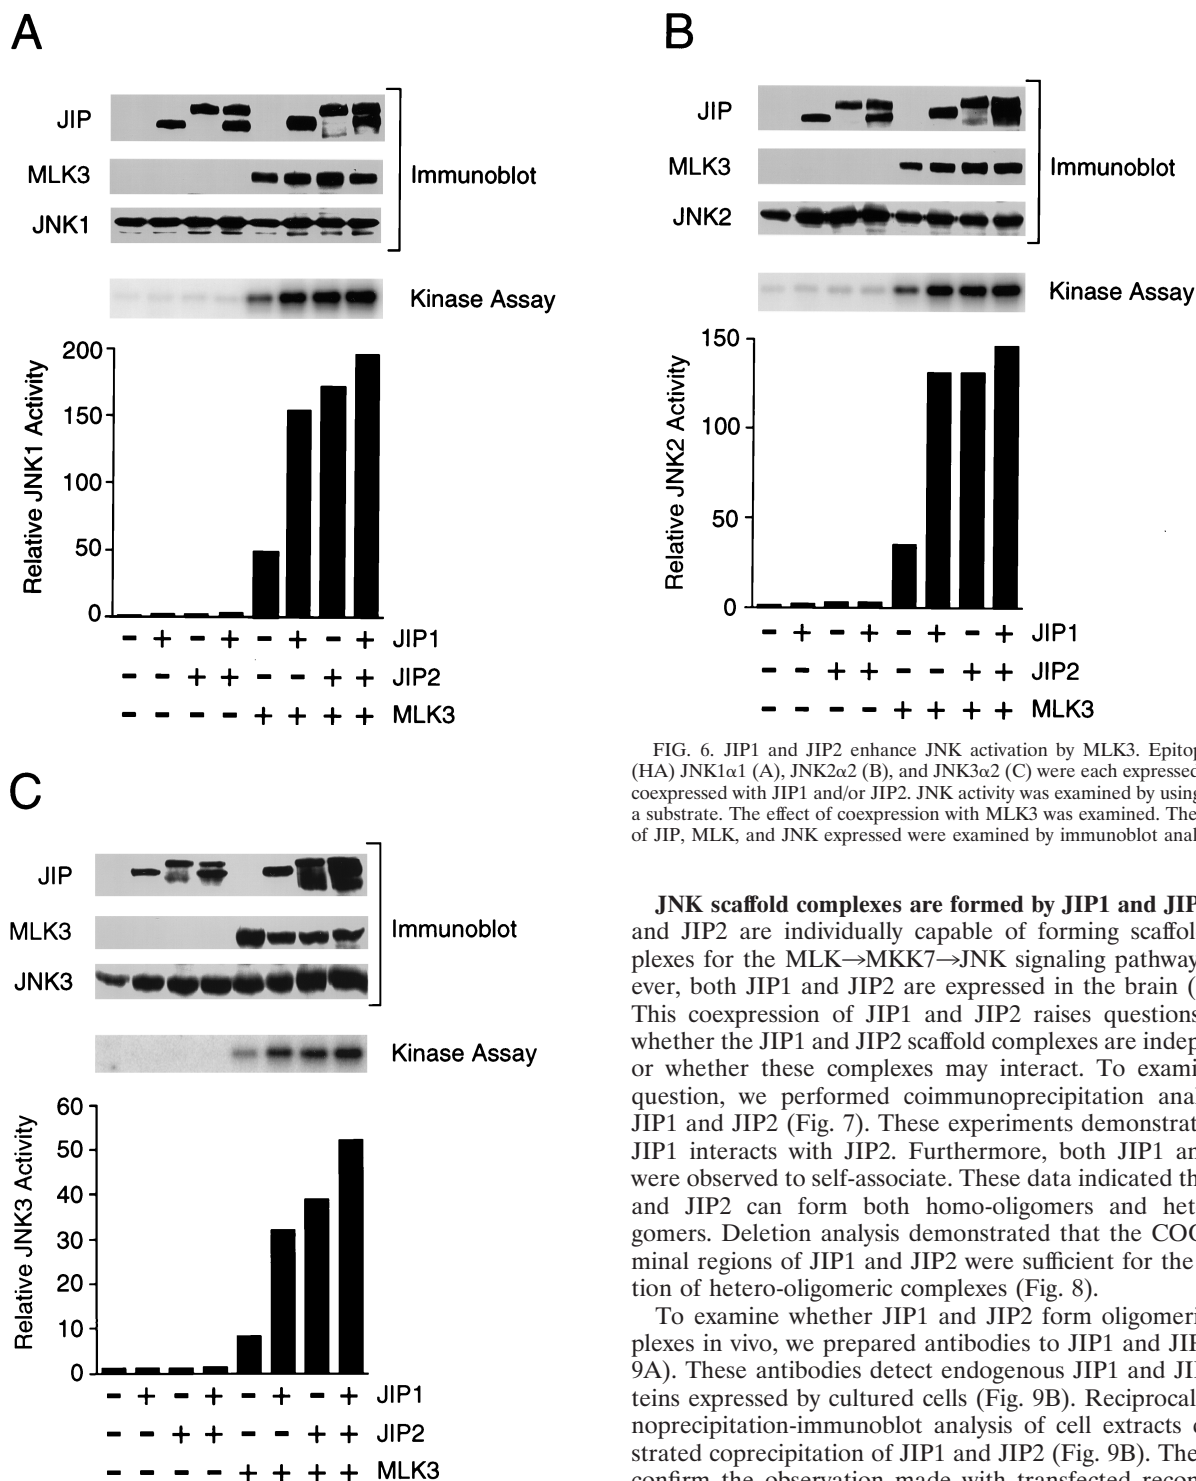 A
JIP
MLK3
JNK1
Immunoblot
Kinase Assay
Relative JNK1 Activity
200
150
100
50
0
- + - + - + - + JIP1
- - + + - - + + JIP2
- - - - + + + + MLK3
B
JIP
MLK3
JNK2
Immunoblot
Kinase Assay
Relative JNK2 Activity
150
100
50
0
- + - + - + - + JIP1
- - + + - - + + JIP2
- - - - + + + + MLK3
C
JIP
MLK3
JNK3
Immunoblot
Kinase Assay
Relative JNK3 Activity
60
50
40
30
20
10
0
- + - + - + - + JIP1
- - + + - - + + JIP2
- - - - + + + + MLK3
FIG. 6. JIP1 and JIP2 enhance JNK activation by MLK3. Epitop
(HA) JNK1α1 (A), JNK2α2 (B), and JNK3α2 (C) were each expressed
coexpressed with JIP1 and/or JIP2. JNK activity was examined by using
a substrate. The effect of coexpression with MLK3 was examined. The
of JIP, MLK, and JNK expressed were examined by immunoblot anal
JNK scaffold complexes are formed by JIP1 and JIP
and JIP2 are individually capable of forming scaffol
plexes for the MLK→MKK7→JNK signaling pathway
ever, both JIP1 and JIP2 are expressed in the brain (
This coexpression of JIP1 and JIP2 raises questions
whether the JIP1 and JIP2 scaffold complexes are indep
or whether these complexes may interact. To exami
question, we performed coimmunoprecipitation anal
JIP1 and JIP2 (Fig. 7). These experiments demonstrat
JIP1 interacts with JIP2. Furthermore, both JIP1 an
were observed to self-associate. These data indicated th
and JIP2 can form both homo-oligomers and het
gomers. Deletion analysis demonstrated that the COO
minal regions of JIP1 and JIP2 were sufficient for the
tion of hetero-oligomeric complexes (Fig. 8).
To examine whether JIP1 and JIP2 form oligomeri
plexes in vivo, we prepared antibodies to JIP1 and JIP
9A). These antibodies detect endogenous JIP1 and JI
teins expressed by cultured cells (Fig. 9B). Reciprocal
noprecipitation-immunoblot analysis of cell extracts
strated coprecipitation of JIP1 and JIP2 (Fig. 9B). The
confirm the observation made with transfected recon